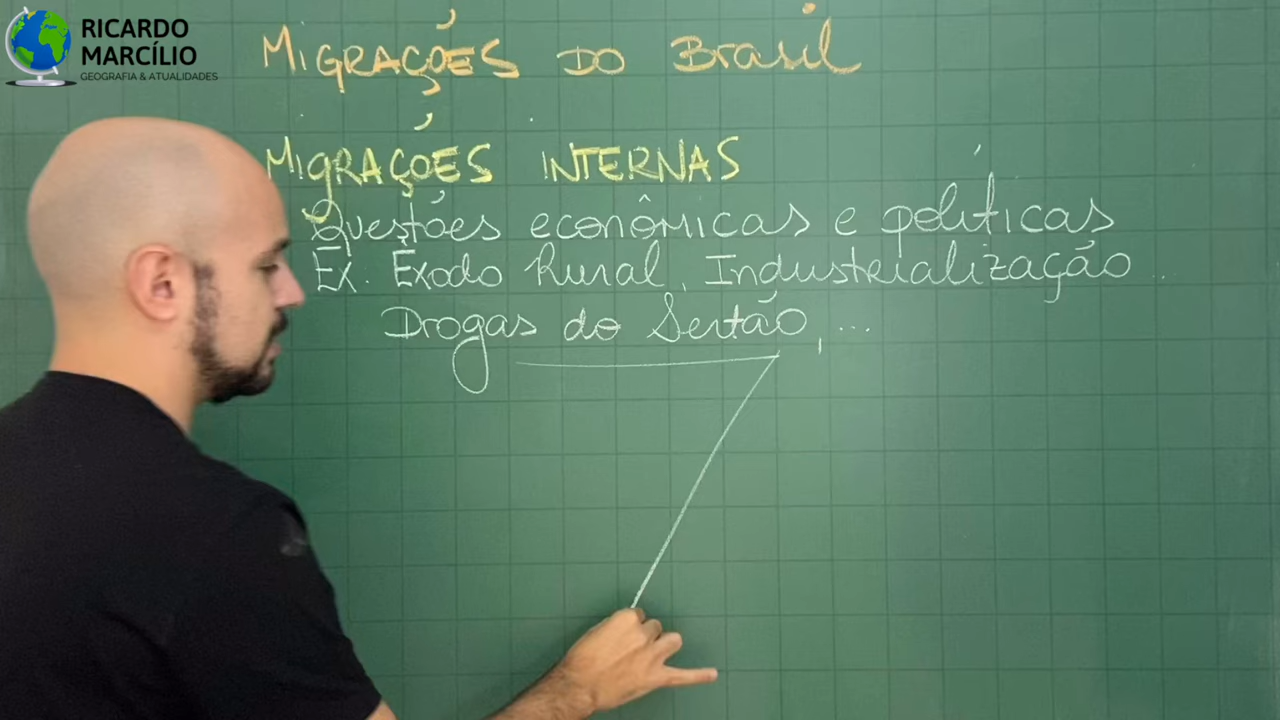 RICARDO
MARCÍLIO
GEOGRAFIA & ATUALIDADES
MIGRAÇÕES DO Brasil
MIGRAÇÕES INTERNAS
Questões econômicas e políticas
Ex. Êxodo Rural, Industrialização...
Drogas do Sertão, ...